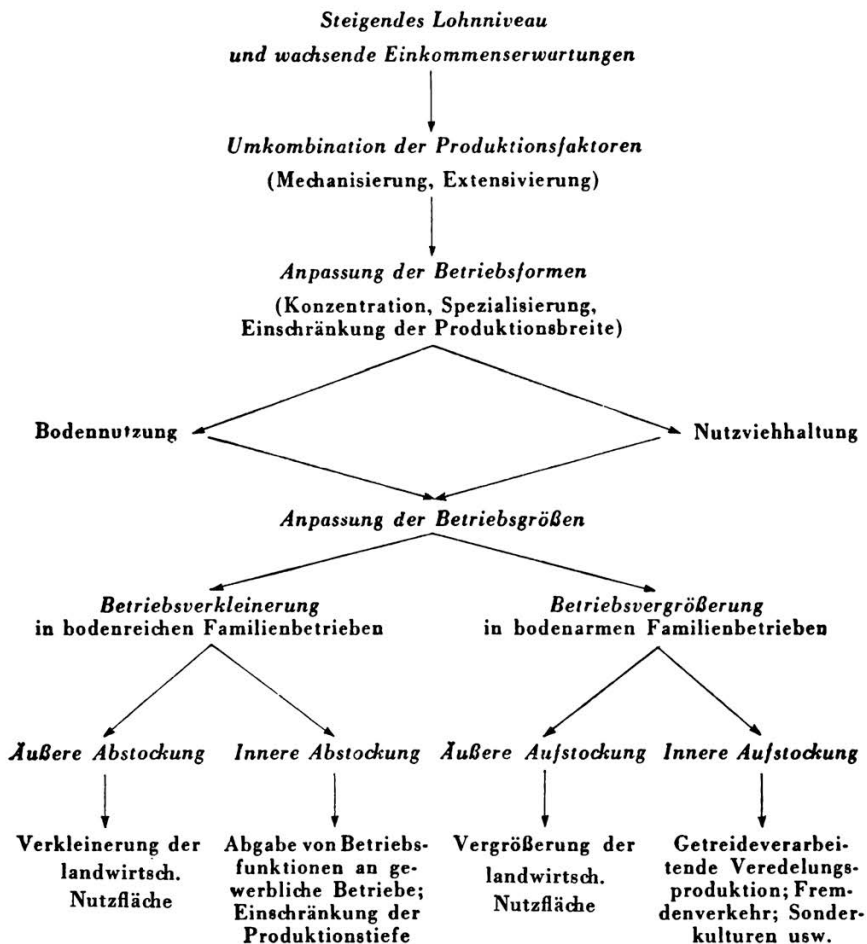 Steigendes Lohnniveau
und wachsende Einkommenserwartungen
Umkombination der Produktionsfaktoren
(Mechanisierung, Extensivierung)
Anpassung der Betriebsformen
(Konzentration, Spezialisierung,
Einschränkung der Produktionsbreite)
Bodennutzung
Nutzviehhaltung
Anpassung der Betriebsgrößen
Betriebsverkleinerung
in bodenreichen Familienbetrieben
Betriebsvergrößerung
in bodenarmen Familienbetrieben
Äußere Abstockung
Innere Abstockung
Äußere Aufstockung
Innere Aufstockung
Verkleinerung der
landwirtsch.
Nutzfläche
Abgabe von Betriebs-
funktionen an ge-
werbliche Betriebe;
Einschränkung der
Produktionstiefe
Vergrößerung der
landwirtsch.
Nutzfläche
Getreideverarbei-
tende Veredelungs-
produktion; Frem-
denverkehr; Sonder-
kulturen usw.